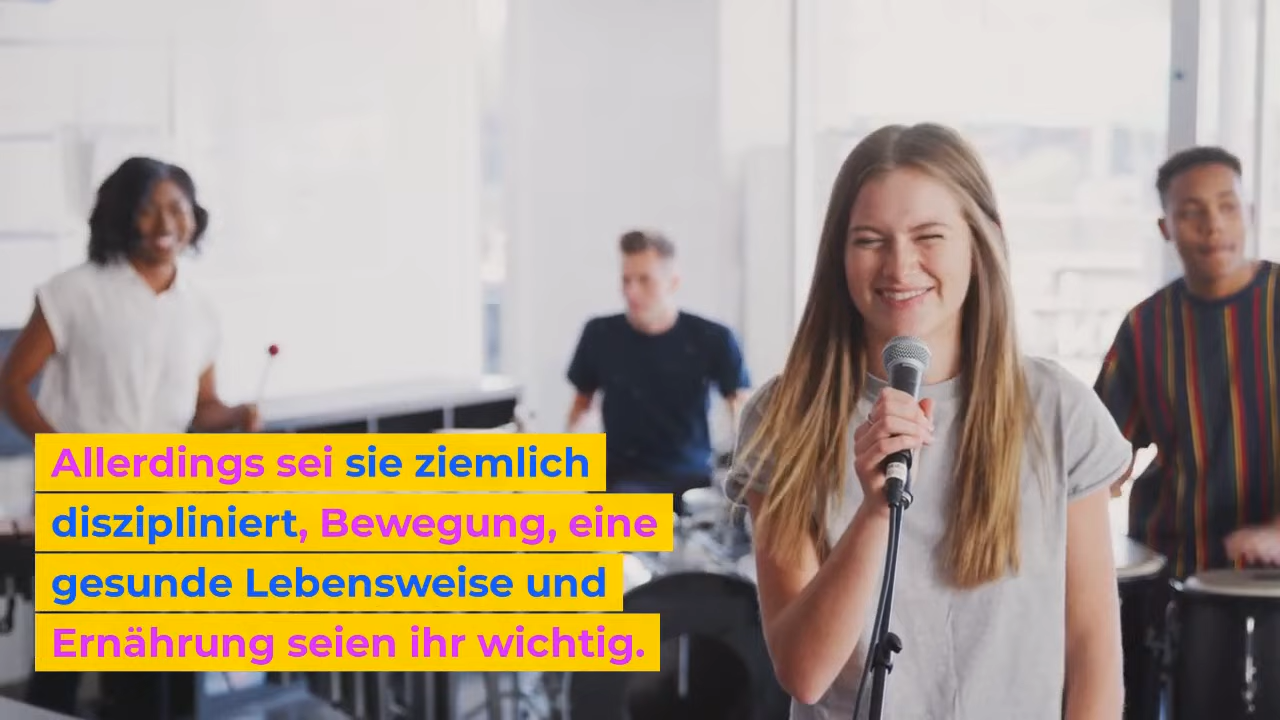 Allerdings sei sie ziemlich
diszipliniert, Bewegung, eine
gesunde Lebensweise und
Ernährung seien ihr wichtig.